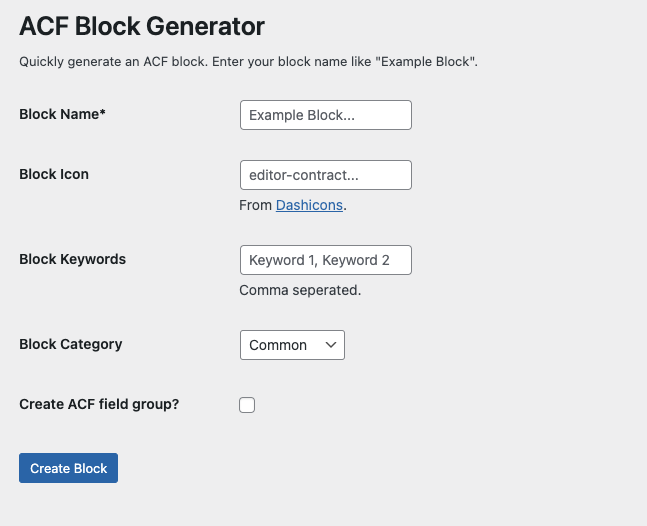 ACF Block Generator
Quickly generate an ACF block. Enter your block name like "Example Block".
Block Name*
Example Block...
Block Icon
editor-contract...
From Dashicons.
Block Keywords
Keyword 1, Keyword 2
Comma seperated.
Block Category
Common
Create ACF field group?
Create Block